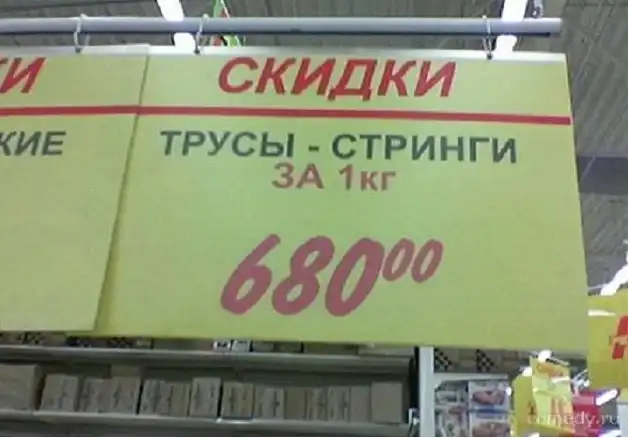 КИ
СКИДКИ
КИЕ
ТРУСЫ - СТРИНГИ
ЗА 1кг
680⁰⁰
comedy.ru